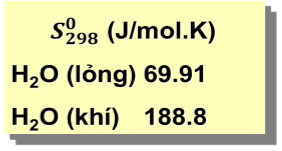 S⁰₂₉₈ (J/mol.K)
H₂O (lỏng) 69.91
H₂O (khí) 188.8